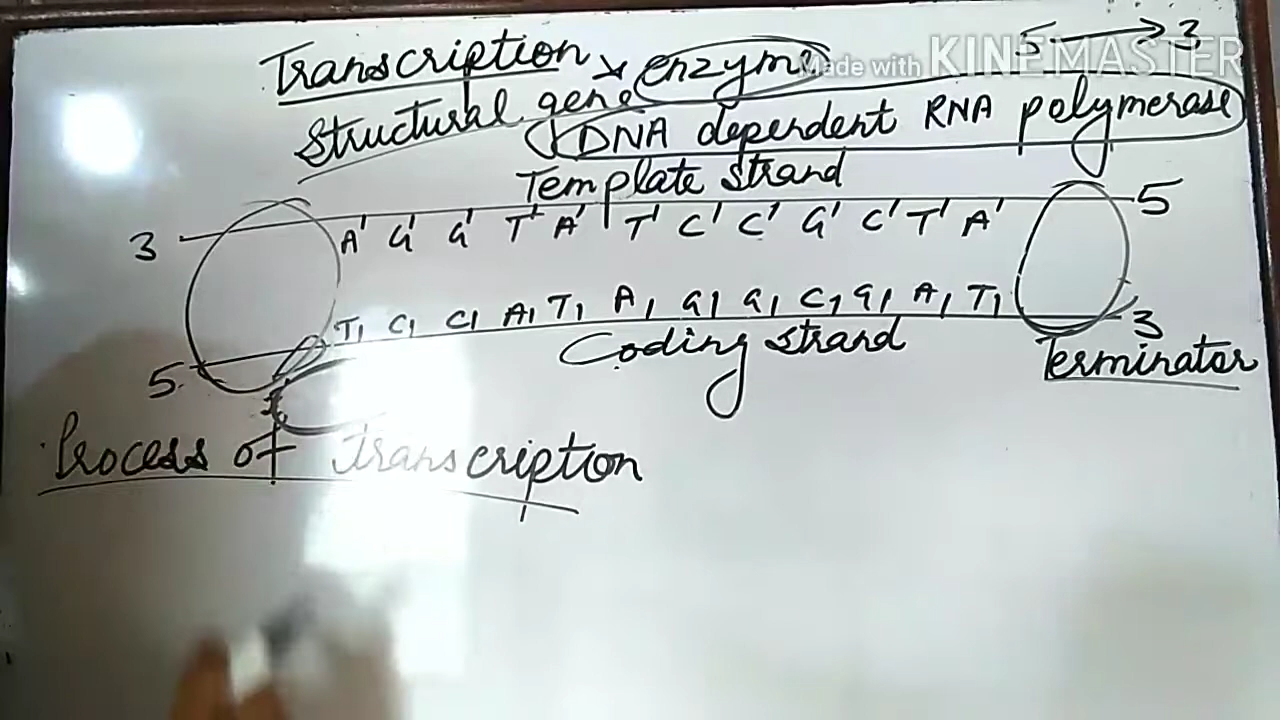 Transcription
enzyme
5 → 3
Made with KINEMASTER
Structural gene
DNA dependent RNA polymerase
Template strand
3 5
A G G T A T C C G C T A
T C C A T A G G C G A T
5 3
Coding strand
Terminator
Process of Transcription